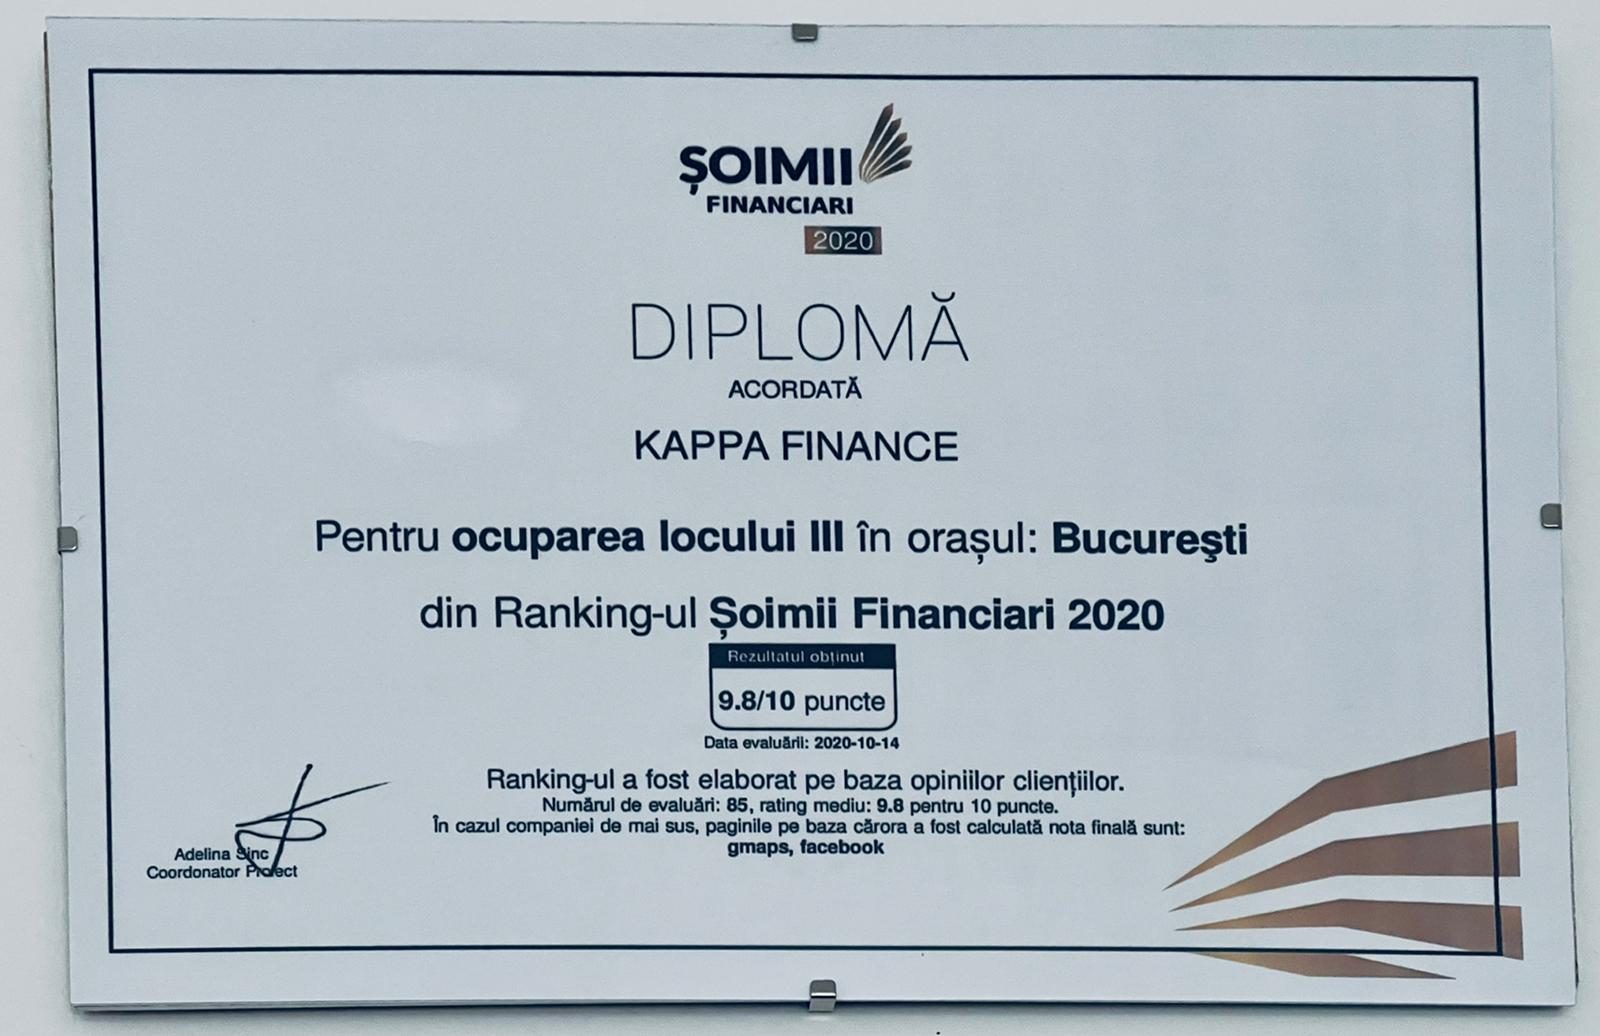 ȘOIMII
FINANCIARI
2020
DIPLOMĂ
ACORDATĂ
KAPPA FINANCE
Pentru ocuparea locului III în orașul: Bucureşti
din Ranking-ul Șoimii Financiari 2020
Rezultatul obținut
9.8/10 puncte
Data evaluării: 2020-10-14
Ranking-ul a fost elaborat pe baza opiniilor cliențiilor.
Numărul de evaluări: 85, rating mediu: 9.8 pentru 10 puncte.
În cazul companiei de mai sus, paginile pe baza cărora a fost calculată nota finală sunt:
gmaps, facebook
Adelina Sinc
Coordonator Proiect